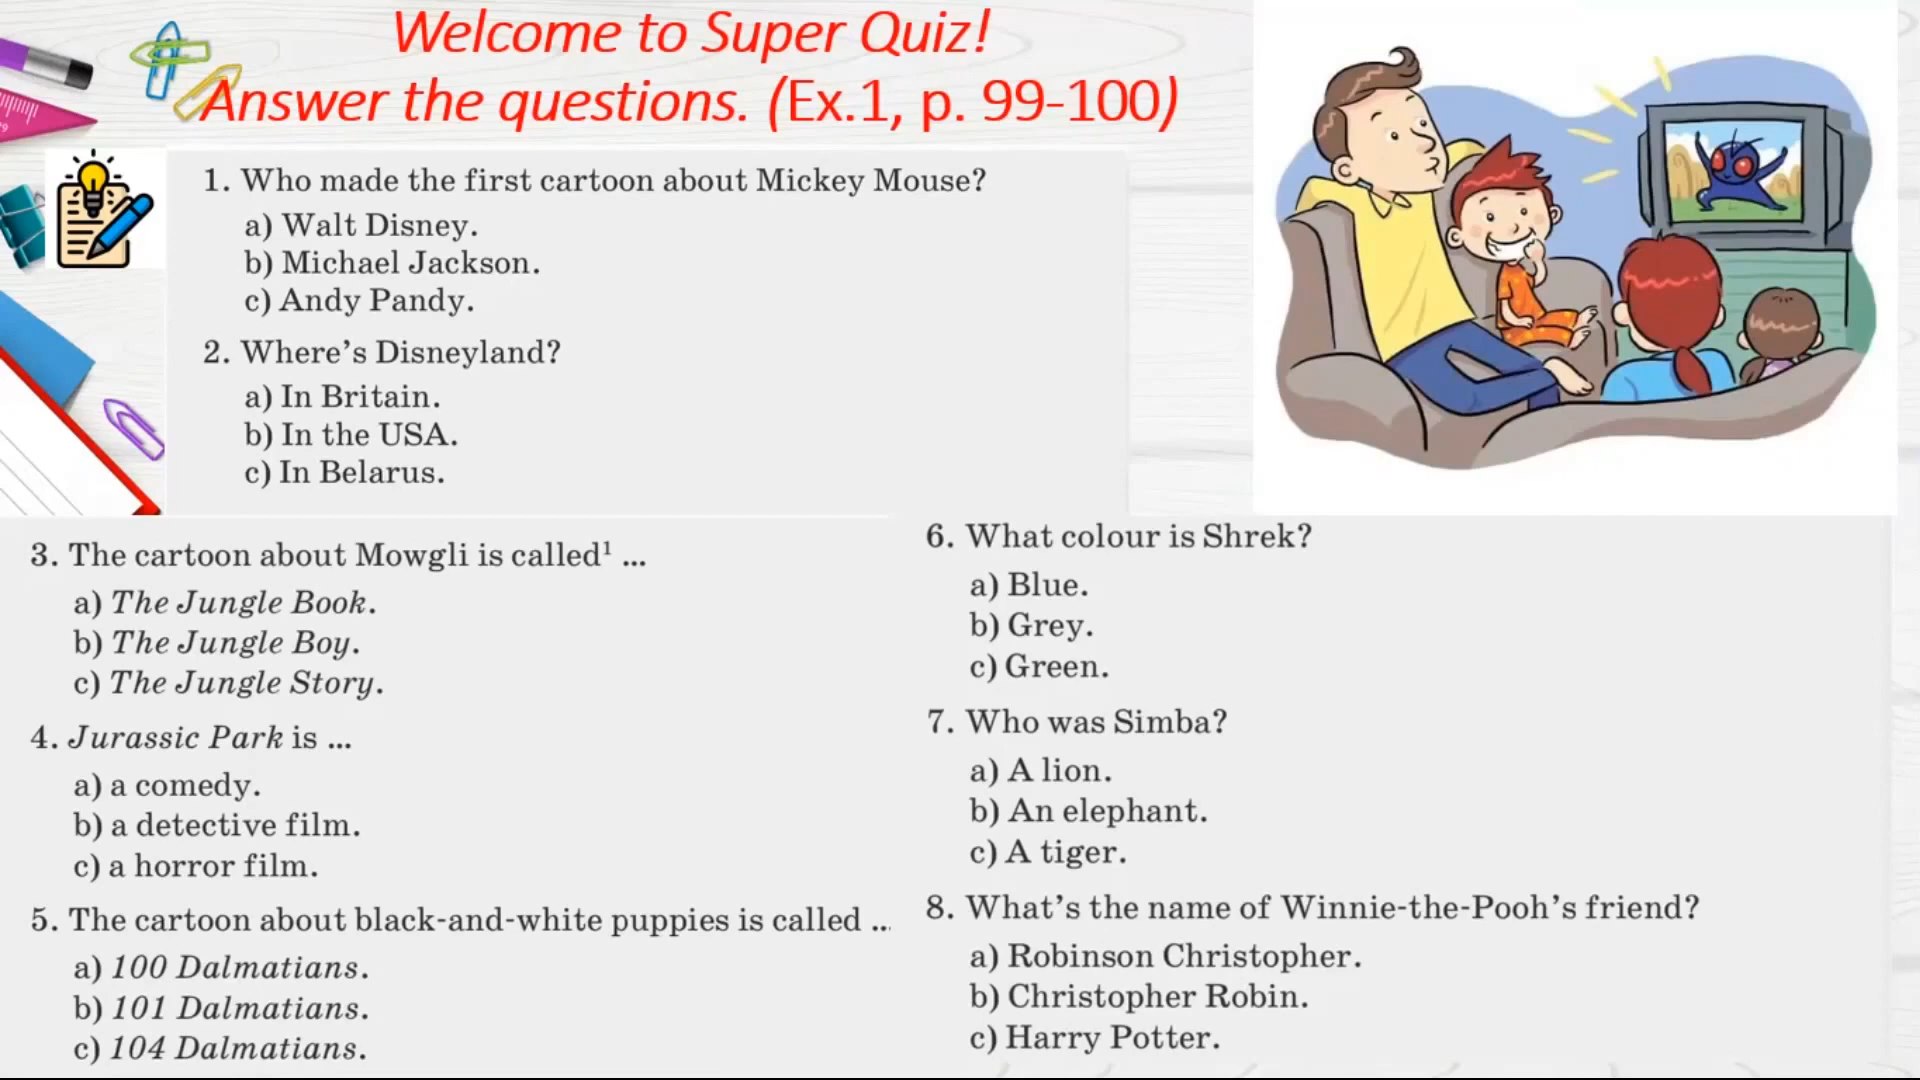 Welcome to Super Quiz!
Answer the questions. (Ex.1, p. 99-100)
1. Who made the first cartoon about Mickey Mouse?
a) Walt Disney.
b) Michael Jackson.
c) Andy Pandy.
2. Where’s Disneyland?
a) In Britain.
b) In the USA.
c) In Belarus.
3. The cartoon about Mowgli is called¹ ...
a) The Jungle Book.
b) The Jungle Boy.
c) The Jungle Story.
4. Jurassic Park is ...
a) a comedy.
b) a detective film.
c) a horror film.
5. The cartoon about black-and-white puppies is called ...
a) 100 Dalmatians.
b) 101 Dalmatians.
c) 104 Dalmatians.
6. What colour is Shrek?
a) Blue.
b) Grey.
c) Green.
7. Who was Simba?
a) A lion.
b) An elephant.
c) A tiger.
8. What’s the name of Winnie-the-Pooh’s friend?
a) Robinson Christopher.
b) Christopher Robin.
c) Harry Potter.